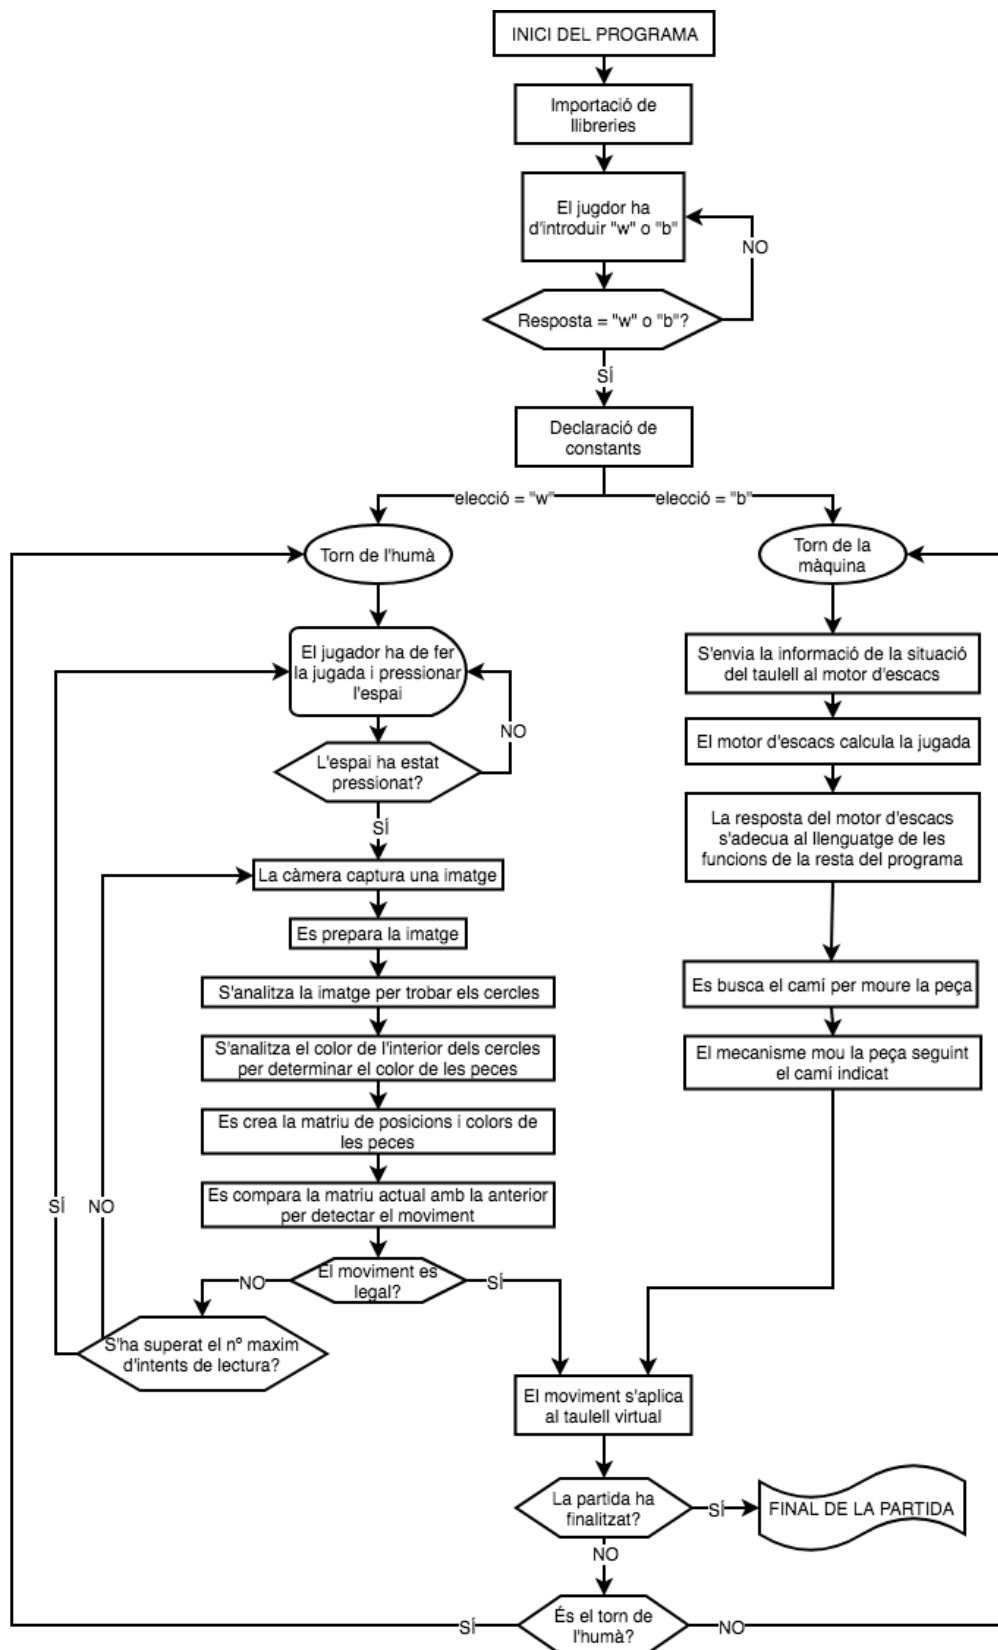 INICI DEL PROGRAMA
Importació de
llibreries
El jugdor ha
d'introduir "w" o "b"
NO
Resposta = "w" o "b"?
SÍ
Declaració de
constants
elecció = "w"
elecció = "b"
Torn de l'humà
El jugador ha de fer
la jugada i pressionar
l'espai
NO
L'espai ha estat
pressionat?
SÍ
La càmera captura una imatge
Es prepara la imatge
S'analitza la imatge per trobar els cercles
S'analitza el color de l'interior dels cercles
per determinar el color de les peces
Es crea la matriu de posicions i colors de
les peces
Es compara la matriu actual amb la anterior
per detectar el moviment
El moviment es
legal?
NO
SÍ
S'ha superat el nº maxim
d'intents de lectura?
SÍ
NO
Torn de la
màquina
S'envia la informació de la situació
del taulell al motor d'escacs
El motor d'escacs calcula la jugada
La resposta del motor d'escacs
s'adecua al llenguatge de les
funcions de la resta del programa
Es busca el camí per moure la peça
El mecanisme mou la peça seguint
el camí indicat
El moviment s'aplica
al taulell virtual
La partida ha
finalitzat?
SÍ
FINAL DE LA PARTIDA
NO
És el torn de
l'humà?
SÍ
NO